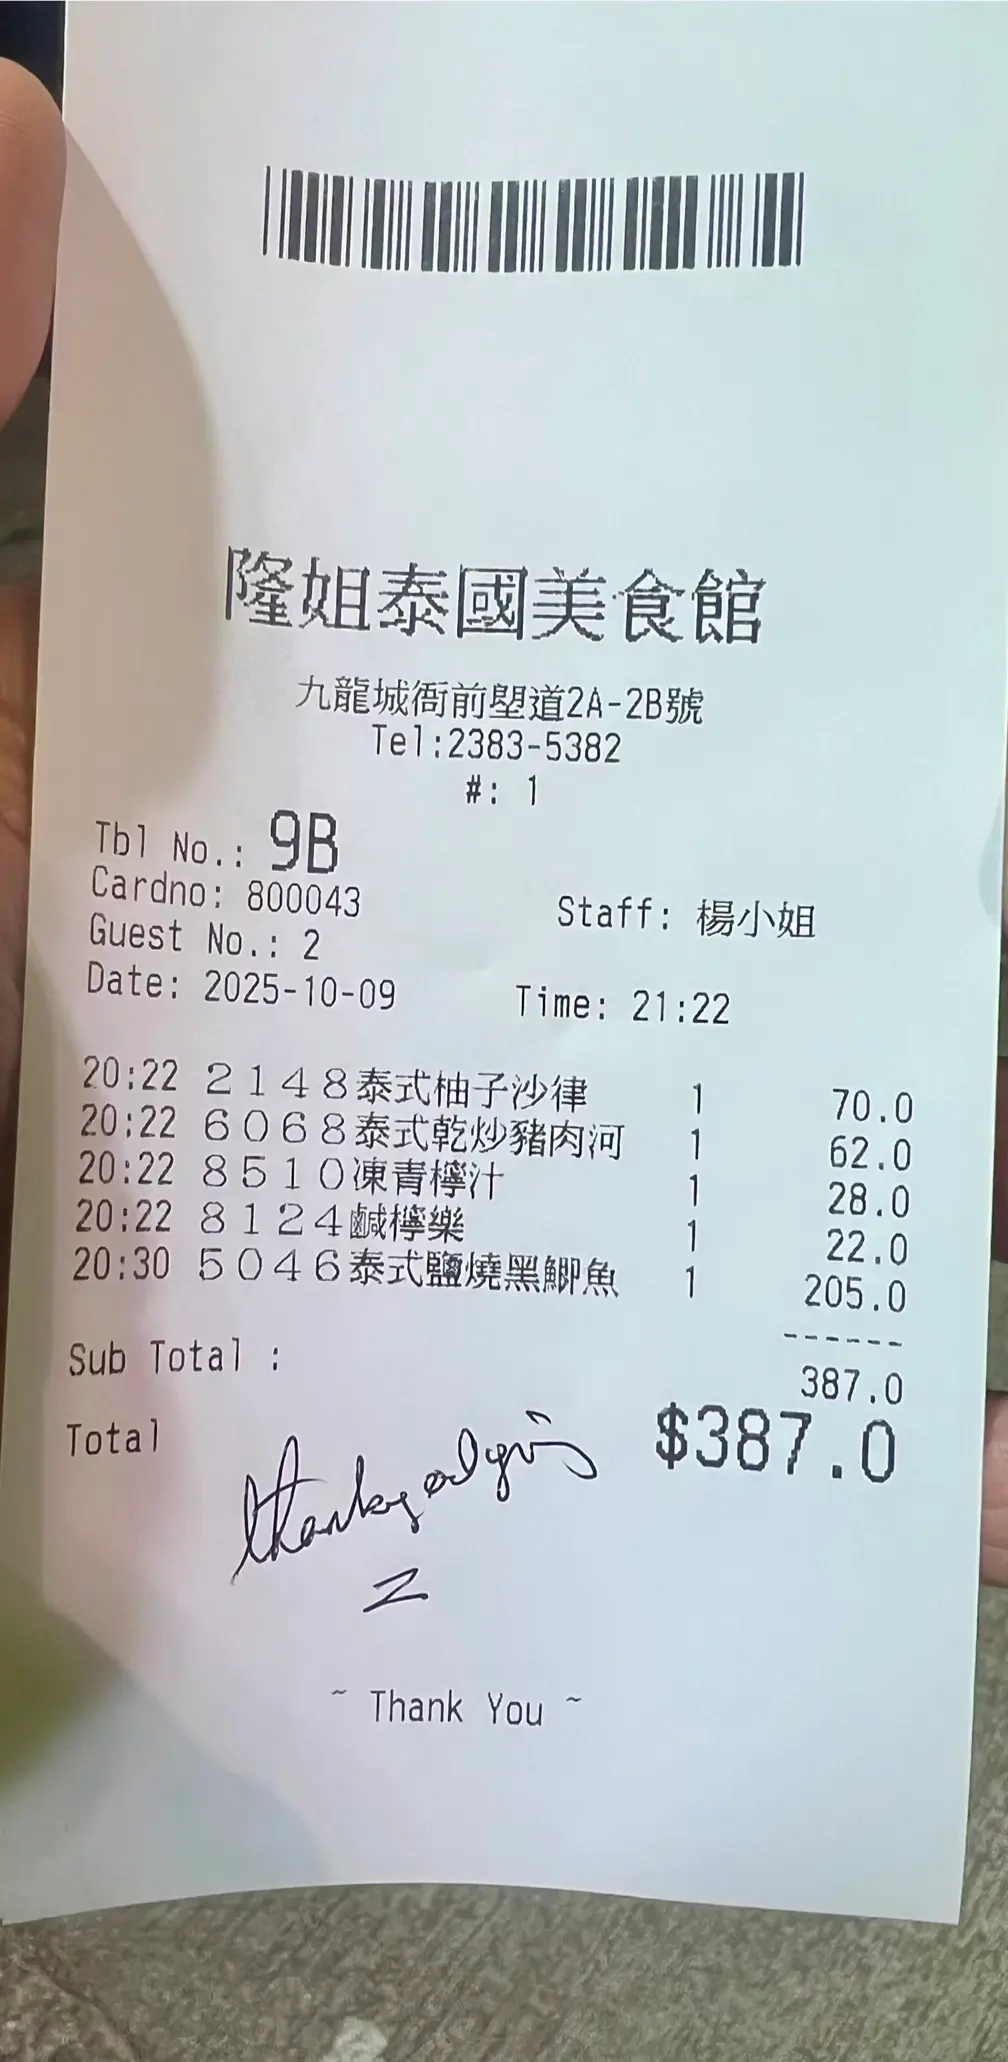 隆姐泰國美食館
九龍城衙前塱道2A-2B號
Tel:2383-5382
#: 1
Tbl No.: 9B
Cardno: 800043 Staff: 楊小姐
Guest No.: 2
Date: 2025-10-09 Time: 21:22
20:22 2148泰式柚子沙律 1 70.0
20:22 6068泰式乾炒豬肉河 1 62.0
20:22 8510凍青檸汁 1 28.0
20:22 8124鹹檸樂 1 22.0
20:30 5046泰式鹽燒黑鯽魚 1 205.0
------
Sub Total : 387.0
Total $387.0
~ Thank You ~